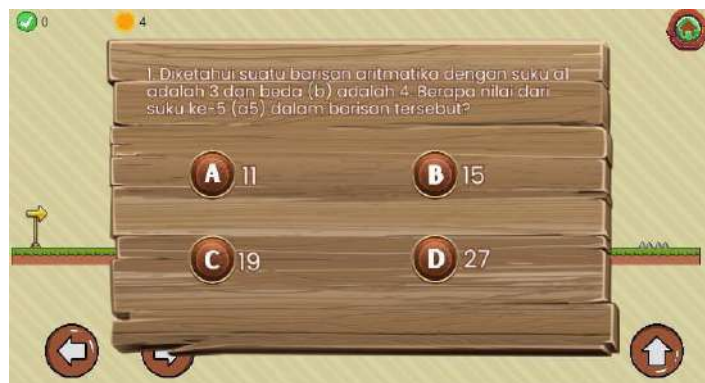 0
4
1. Diketahui suatu barisan aritmatika dengan suku a1
adalah 3 dan beda (b) adalah 4. Berapa nilai dari
suku ke-5 (a5) dalam barisan tersebut?
A 11
B 15
C 19
D 27